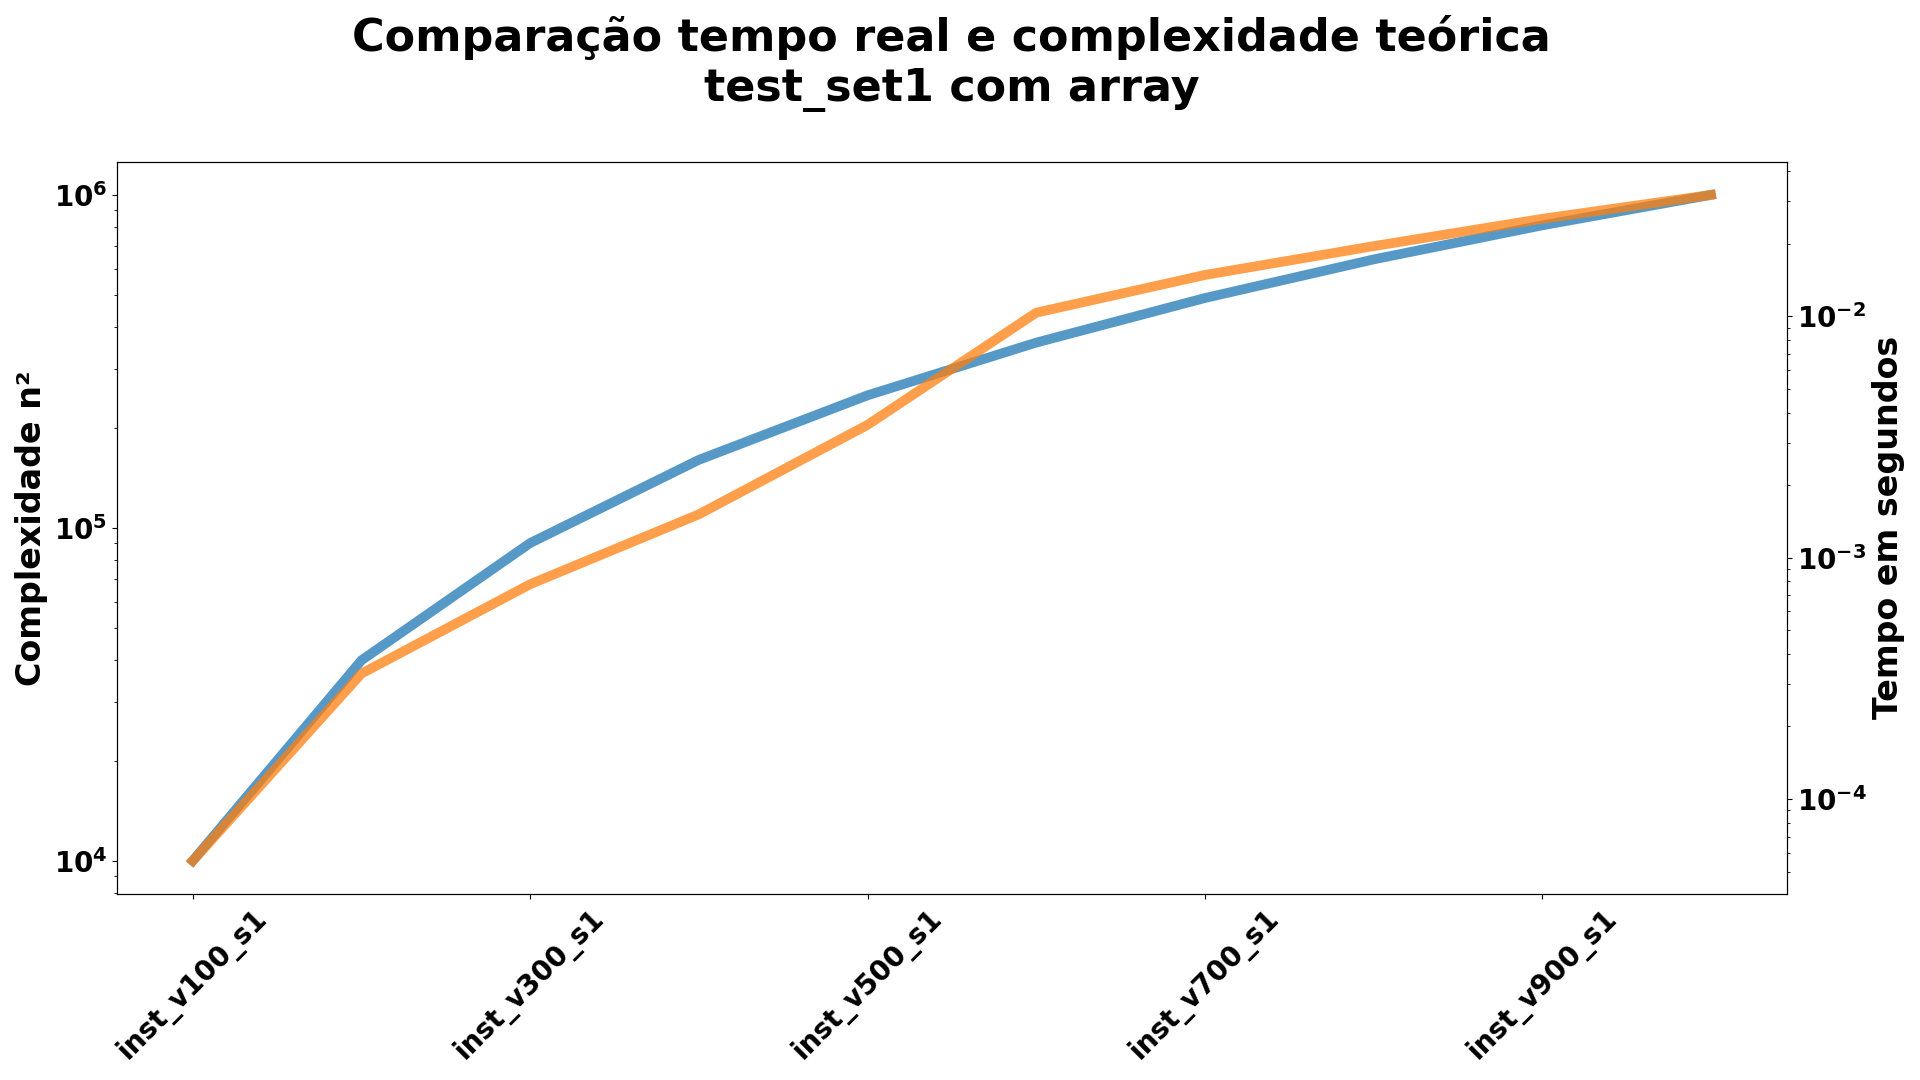 Comparação tempo real e complexidade teórica
test_set1 com array
Complexidade n²
10⁶
10⁵
10⁴
10⁻²
10⁻³
10⁻⁴
Tempo em segundos
inst_v100_s1
inst_v300_s1
inst_v500_s1
inst_v700_s1
inst_v900_s1